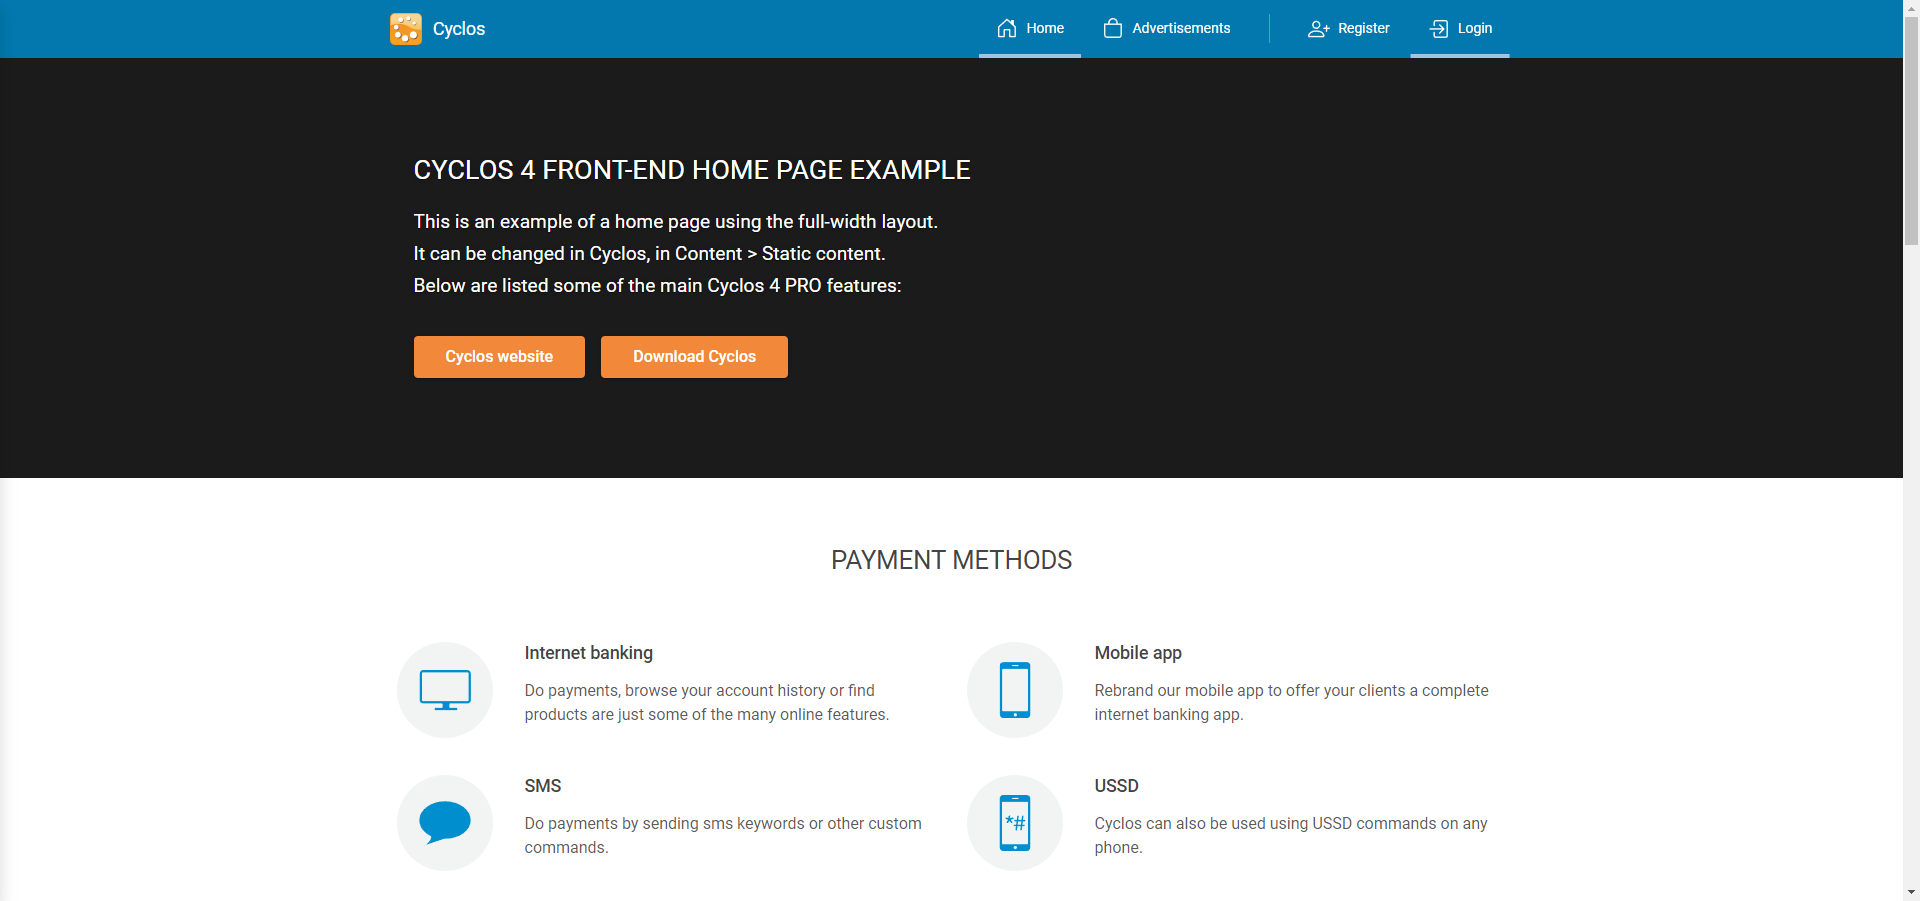 Cyclos
Home
Advertisements
Register
Login
CYCLOS 4 FRONT-END HOME PAGE EXAMPLE
This is an example of a home page using the full-width layout.
It can be changed in Cyclos, in Content > Static content.
Below are listed some of the main Cyclos 4 PRO features:
Cyclos website
Download Cyclos
PAYMENT METHODS
Internet banking
Do payments, browse your account history or find
products are just some of the many online features.
Mobile app
Rebrand our mobile app to offer your clients a complete
internet banking app.
SMS
Do payments by sending sms keywords or other custom
commands.
*#
USSD
Cyclos can also be used using USSD commands on any
phone.